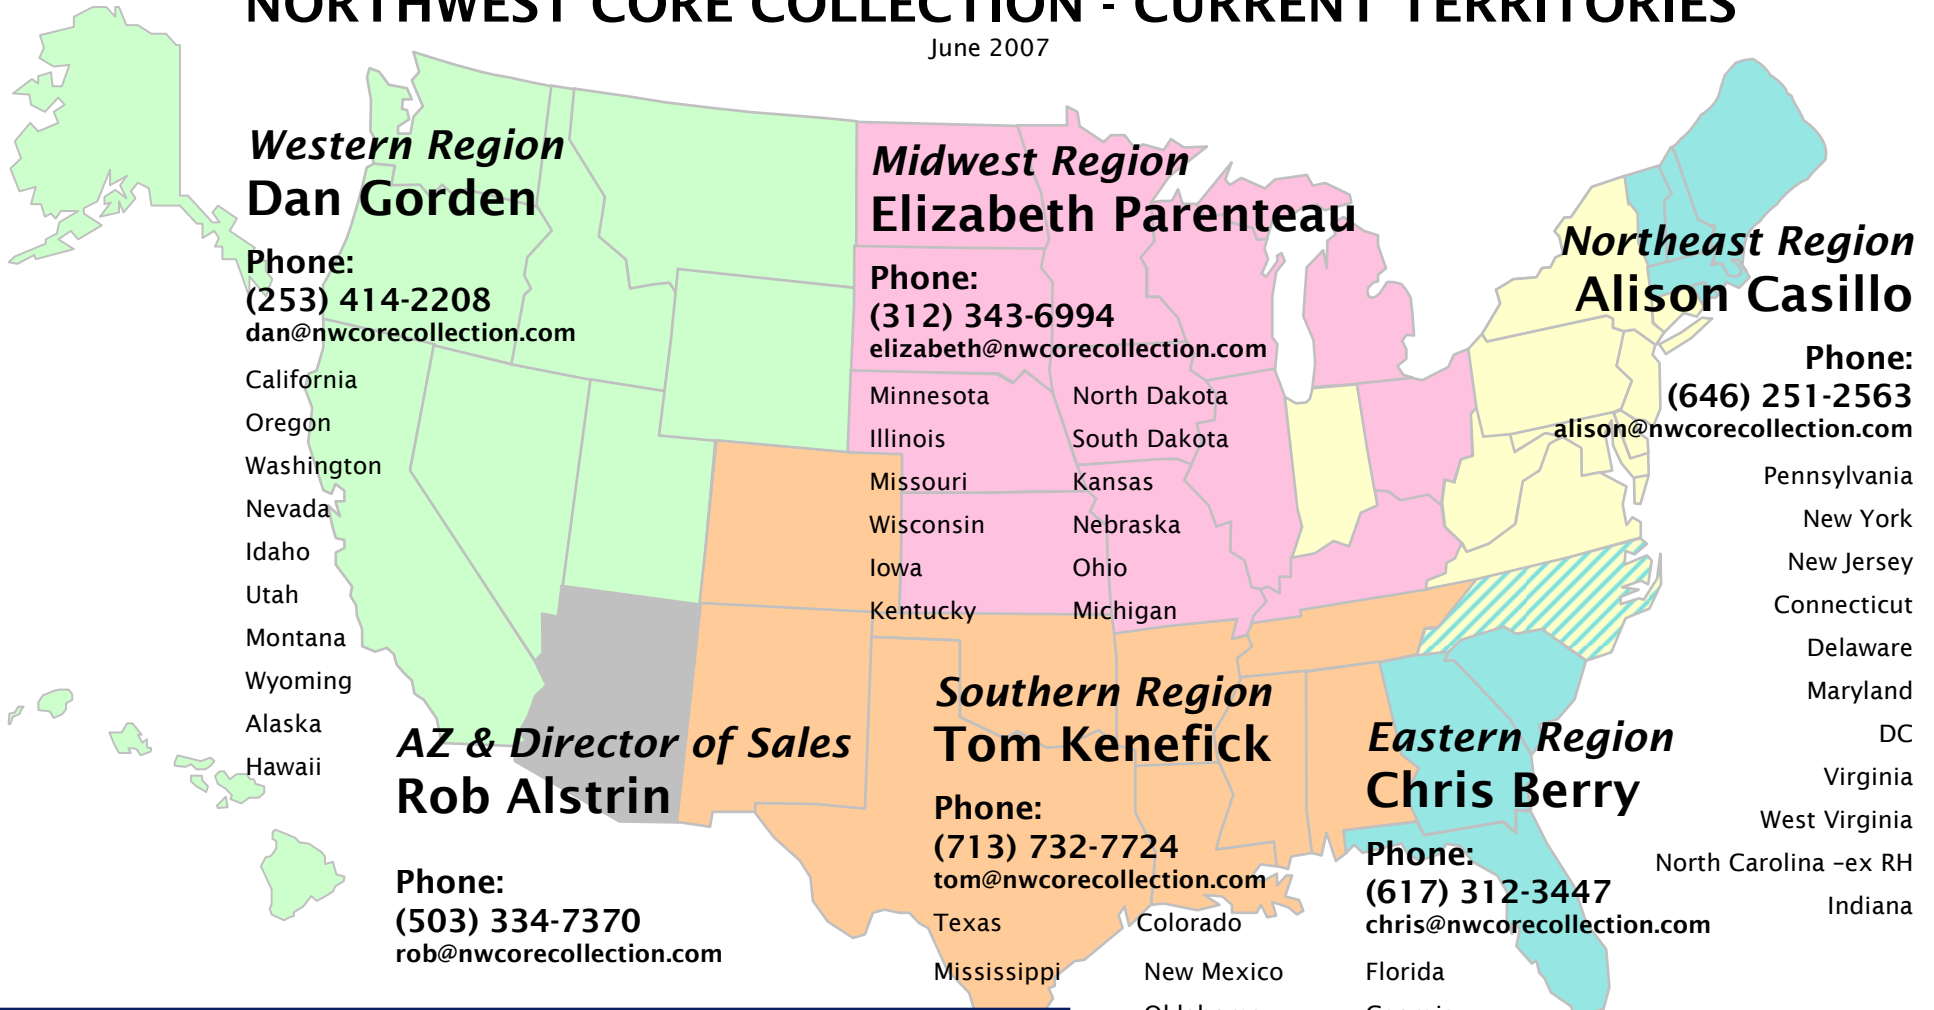 NORTHWEST CORE COLLECTION - CURRENT TERRITORIES
June 2007
Western Region
Dan Gorden
Phone:
(253) 414-2208
dan@nwcorecollection.com
California
Oregon
Washington
Nevada
Idaho
Utah
Montana
Wyoming
Alaska
Hawaii
AZ & Director of Sales
Rob Alstrin
Phone:
(503) 334-7370
rob@nwcorecollection.com
Midwest Region
Elizabeth Parenteau
Phone:
(312) 343-6994
elizabeth@nwcorecollection.com
Minnesota North Dakota
Illinois South Dakota
Missouri Kansas
Wisconsin Nebraska
Iowa Ohio
Kentucky Michigan
Southern Region
Tom Kenefick
Phone:
(713) 732-7724
tom@nwcorecollection.com
Texas Colorado
Mississippi New Mexico
Eastern Region
Chris Berry
Phone:
(617) 312-3447
chris@nwcorecollection.com
Florida
Northeast Region
Alison Casillo
Phone:
(646) 251-2563
alison@nwcorecollection.com
Pennsylvania
New York
New Jersey
Connecticut
Delaware
Maryland
DC
Virginia
West Virginia
North Carolina –ex RH
Indiana